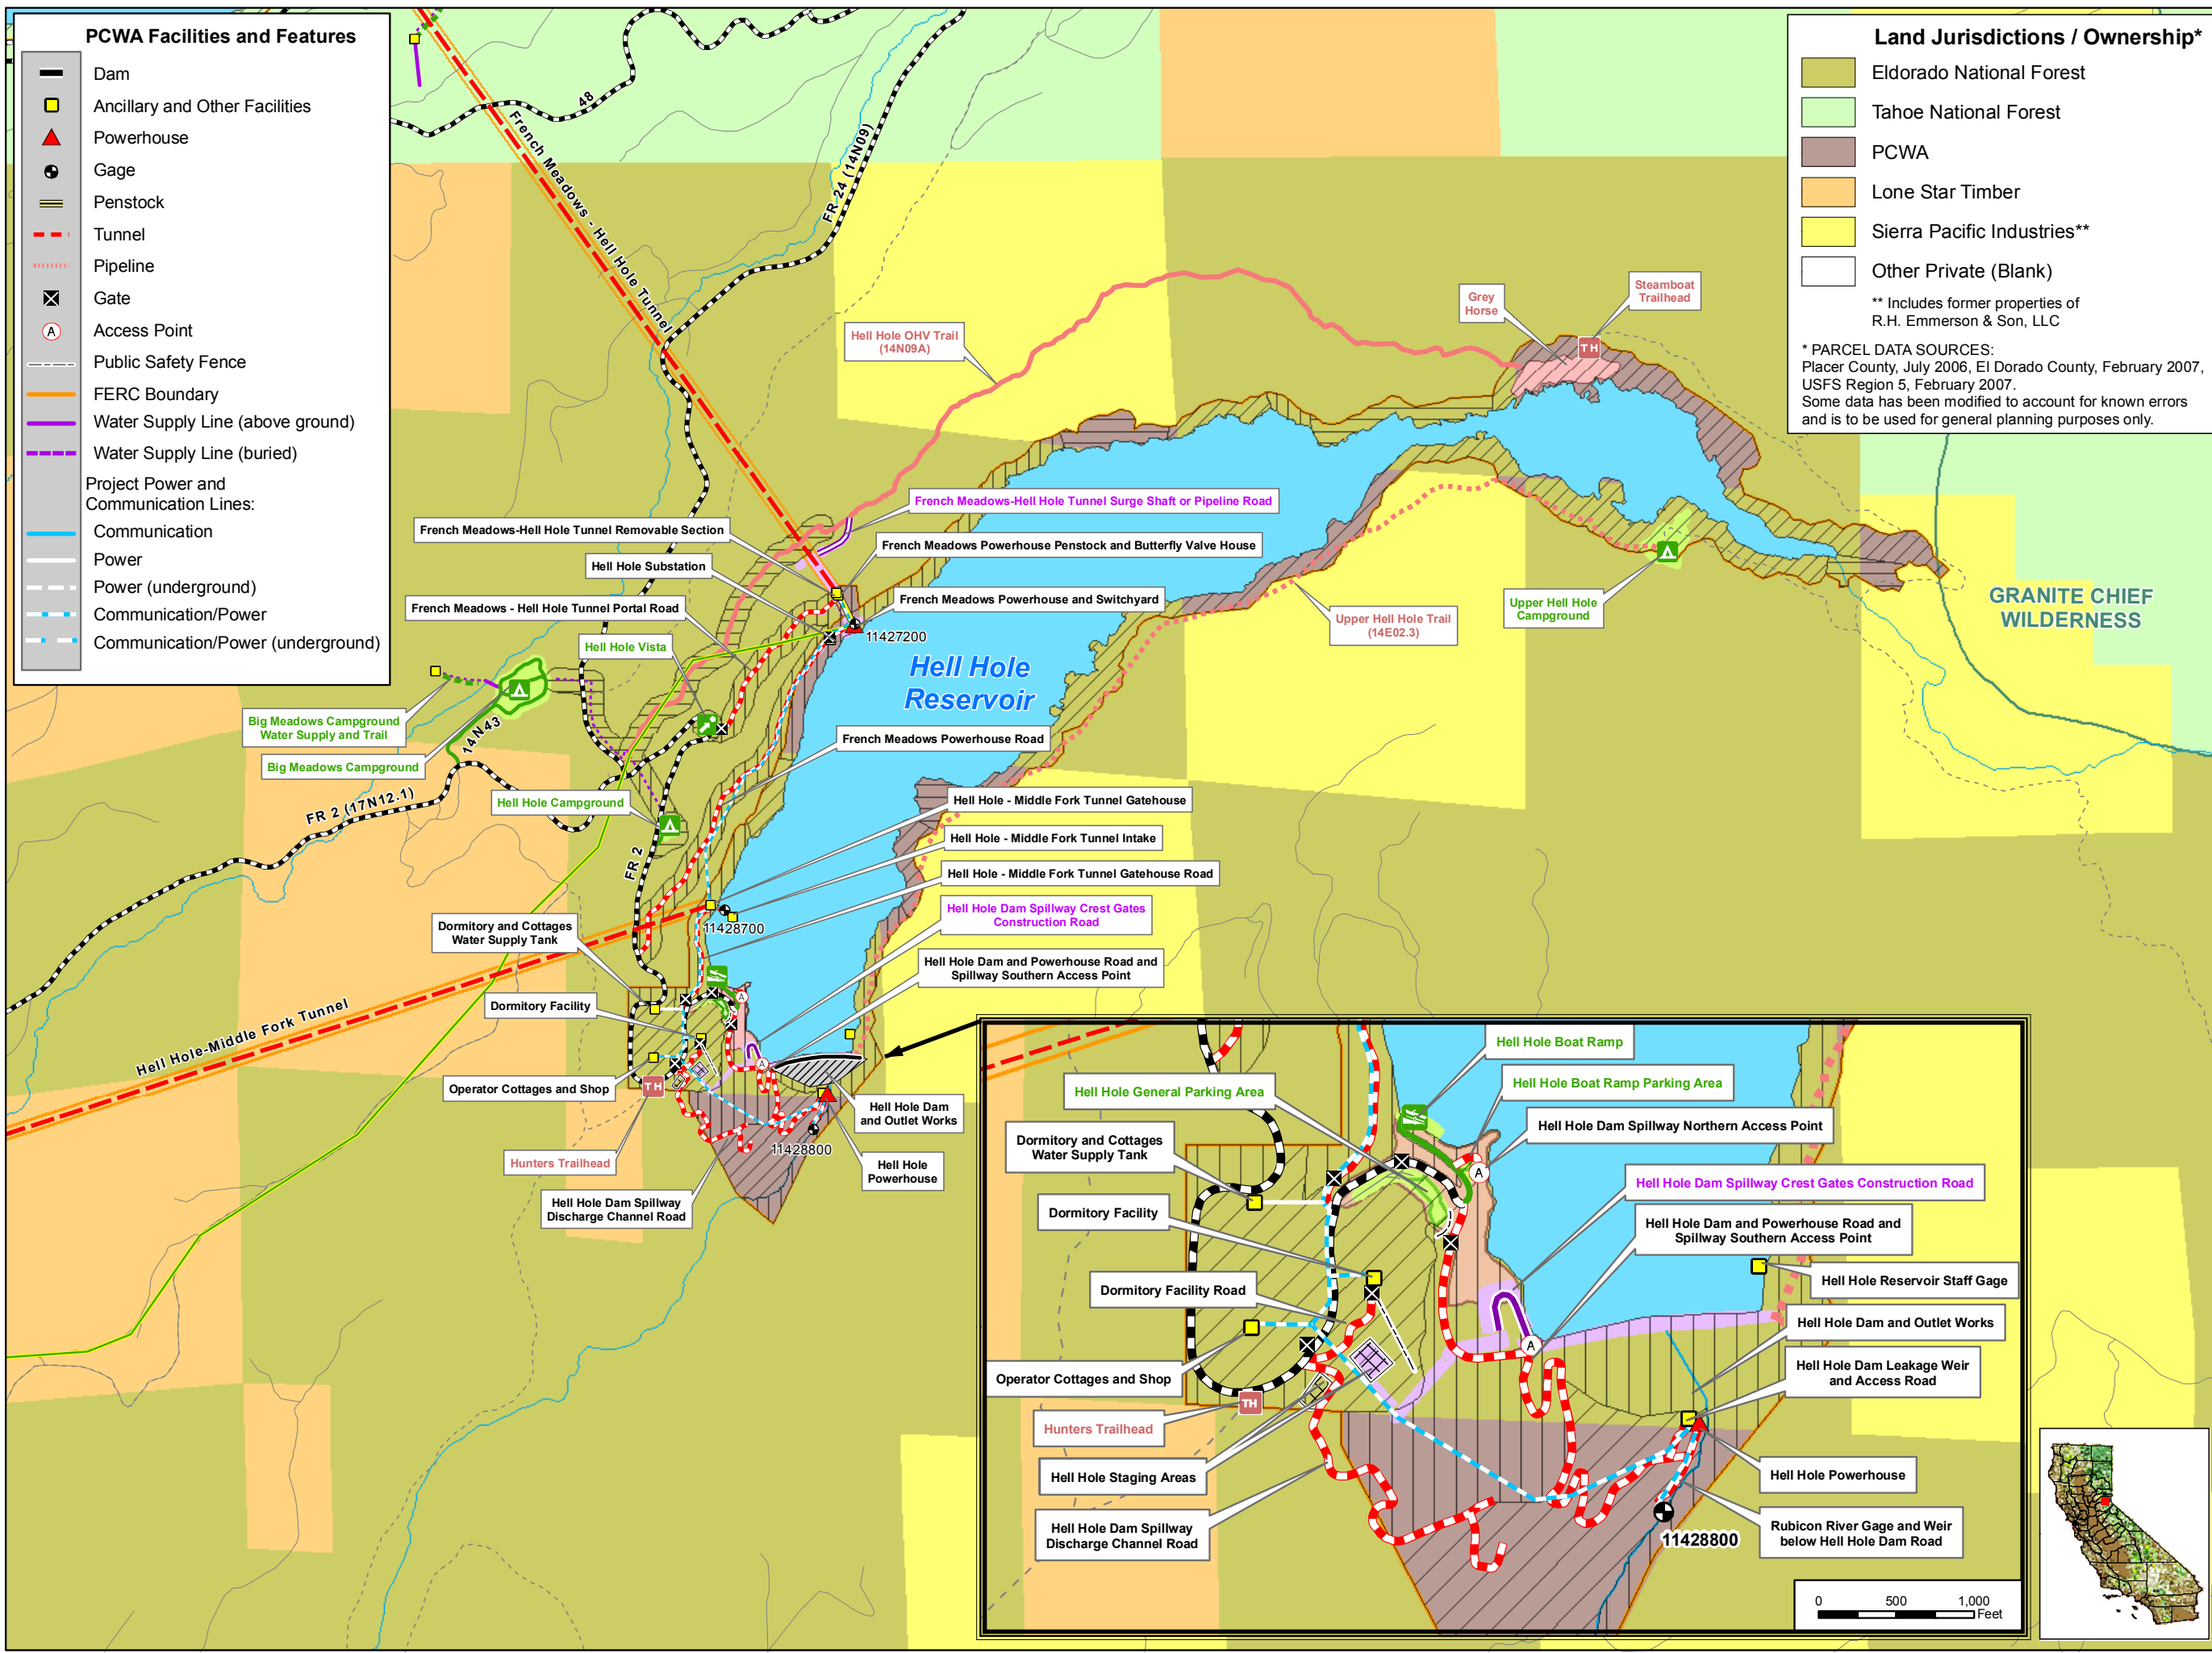 PCWA Facilities and Features
Dam
Ancillary and Other Facilities
Powerhouse
Gage
Penstock
Tunnel
Pipeline
Gate
A
Access Point
Public Safety Fence
FERC Boundary
Water Supply Line (above ground)
Water Supply Line (buried)
Project Power and
Communication Lines:
Communication
Power
Power (underground)
Communication/Power
Communication/Power (underground)
Land Jurisdictions / Ownership*
Eldorado National Forest
Tahoe National Forest
PCWA
Lone Star Timber
Sierra Pacific Industries**
Other Private (Blank)
** Includes former properties of
R.H. Emmerson & Son, LLC
* PARCEL DATA SOURCES:
Placer County, July 2006, El Dorado County, February 2007,
USFS Region 5, February 2007.
Some data has been modified to account for known errors
and is to be used for general planning purposes only.
48
French Meadows - Hell Hole Tunnel
FR 24 (14N09)
Hell Hole OHV Trail
(14N09A)
Grey
Horse
Steamboat
Trailhead
TH
French Meadows-Hell Hole Tunnel Surge Shaft or Pipeline Road
French Meadows-Hell Hole Tunnel Removable Section
French Meadows Powerhouse Penstock and Butterfly Valve House
Hell Hole Substation
French Meadows - Hell Hole Tunnel Portal Road
French Meadows Powerhouse and Switchyard
11427200
Hell Hole Vista
Hell Hole
Reservoir
Upper Hell Hole Trail
(14E02.3)
Upper Hell Hole
Campground
GRANITE CHIEF
WILDERNESS
Big Meadows Campground
Water Supply and Trail
14N43
Big Meadows Campground
French Meadows Powerhouse Road
FR 2 (17N12.1)
Hell Hole Campground
FR 2
Hell Hole - Middle Fork Tunnel Gatehouse
Hell Hole - Middle Fork Tunnel Intake
Hell Hole - Middle Fork Tunnel Gatehouse Road
Hell Hole Dam Spillway Crest Gates
Construction Road
11428700
Dormitory and Cottages
Water Supply Tank
Hell Hole Dam and Powerhouse Road and
Spillway Southern Access Point
Dormitory Facility
A
A
Hell Hole-Middle Fork Tunnel
Operator Cottages and Shop
TH
Hell Hole Dam
and Outlet Works
11428800
Hunters Trailhead
Hell Hole
Powerhouse
Hell Hole Dam Spillway
Discharge Channel Road
Hell Hole Boat Ramp
Hell Hole General Parking Area
Hell Hole Boat Ramp Parking Area
Hell Hole Dam Spillway Northern Access Point
Dormitory and Cottages
Water Supply Tank
A
Hell Hole Dam Spillway Crest Gates Construction Road
Dormitory Facility
Hell Hole Dam and Powerhouse Road and
Spillway Southern Access Point
Hell Hole Reservoir Staff Gage
Dormitory Facility Road
Hell Hole Dam and Outlet Works
A
Operator Cottages and Shop
Hell Hole Dam Leakage Weir
and Access Road
TH
Hunters Trailhead
Hell Hole Staging Areas
Hell Hole Powerhouse
Hell Hole Dam Spillway
Discharge Channel Road
11428800
Rubicon River Gage and Weir
below Hell Hole Dam Road
0 500 1,000
Feet